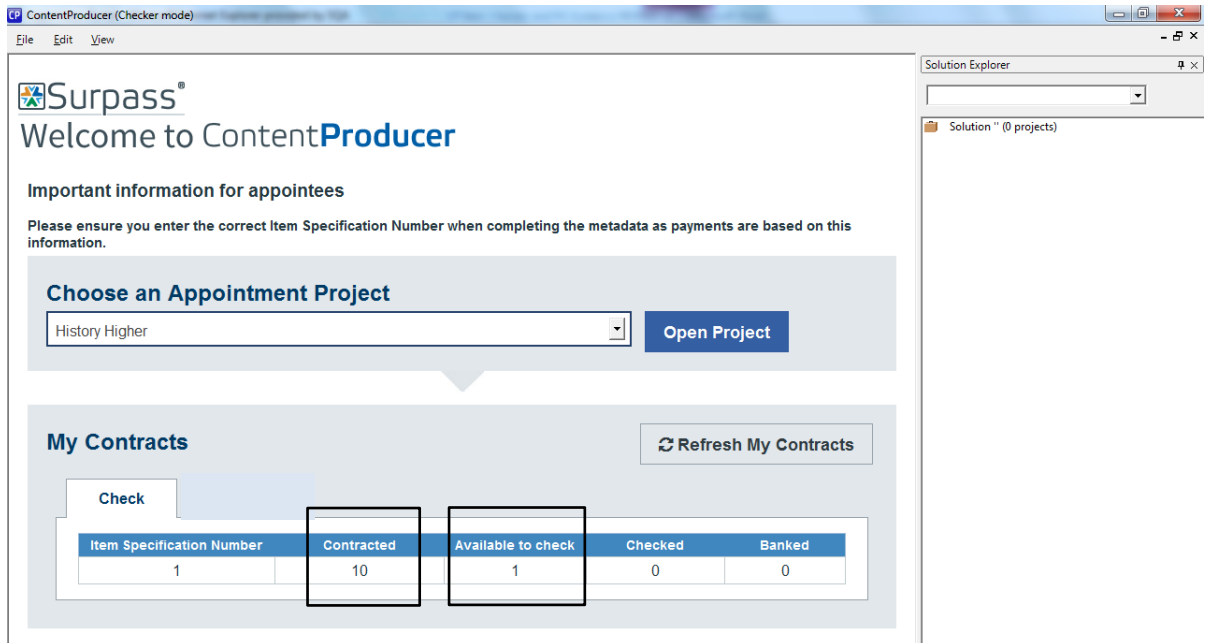 CP ContentProducer (Checker mode)
File Edit View
Surpass®
Welcome to ContentProducer
Important information for appointees
Please ensure you enter the correct Item Specification Number when completing the metadata as payments are based on this
information.
Choose an Appointment Project
History Higher
Open Project
My Contracts
Refresh My Contracts
Check
Item Specification Number Contracted Available to check Checked Banked
1 10 1 0 0
Solution Explorer
Solution '' (0 projects)